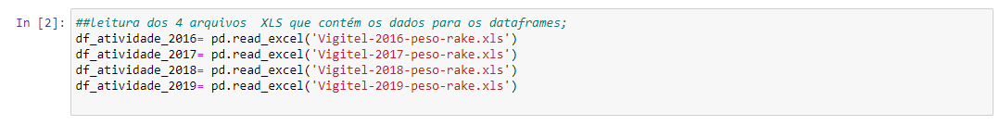 In [2]: ##leitura dos 4 arquivos  XLS que contém os dados para os dataframes;
df_atividade_2016= pd.read_excel('Vigitel-2016-peso-rake.xls')
df_atividade_2017= pd.read_excel('Vigitel-2017-peso-rake.xls')
df_atividade_2018= pd.read_excel('Vigitel-2018-peso-rake.xls')
df_atividade_2019= pd.read_excel('Vigitel-2019-peso-rake.xls')